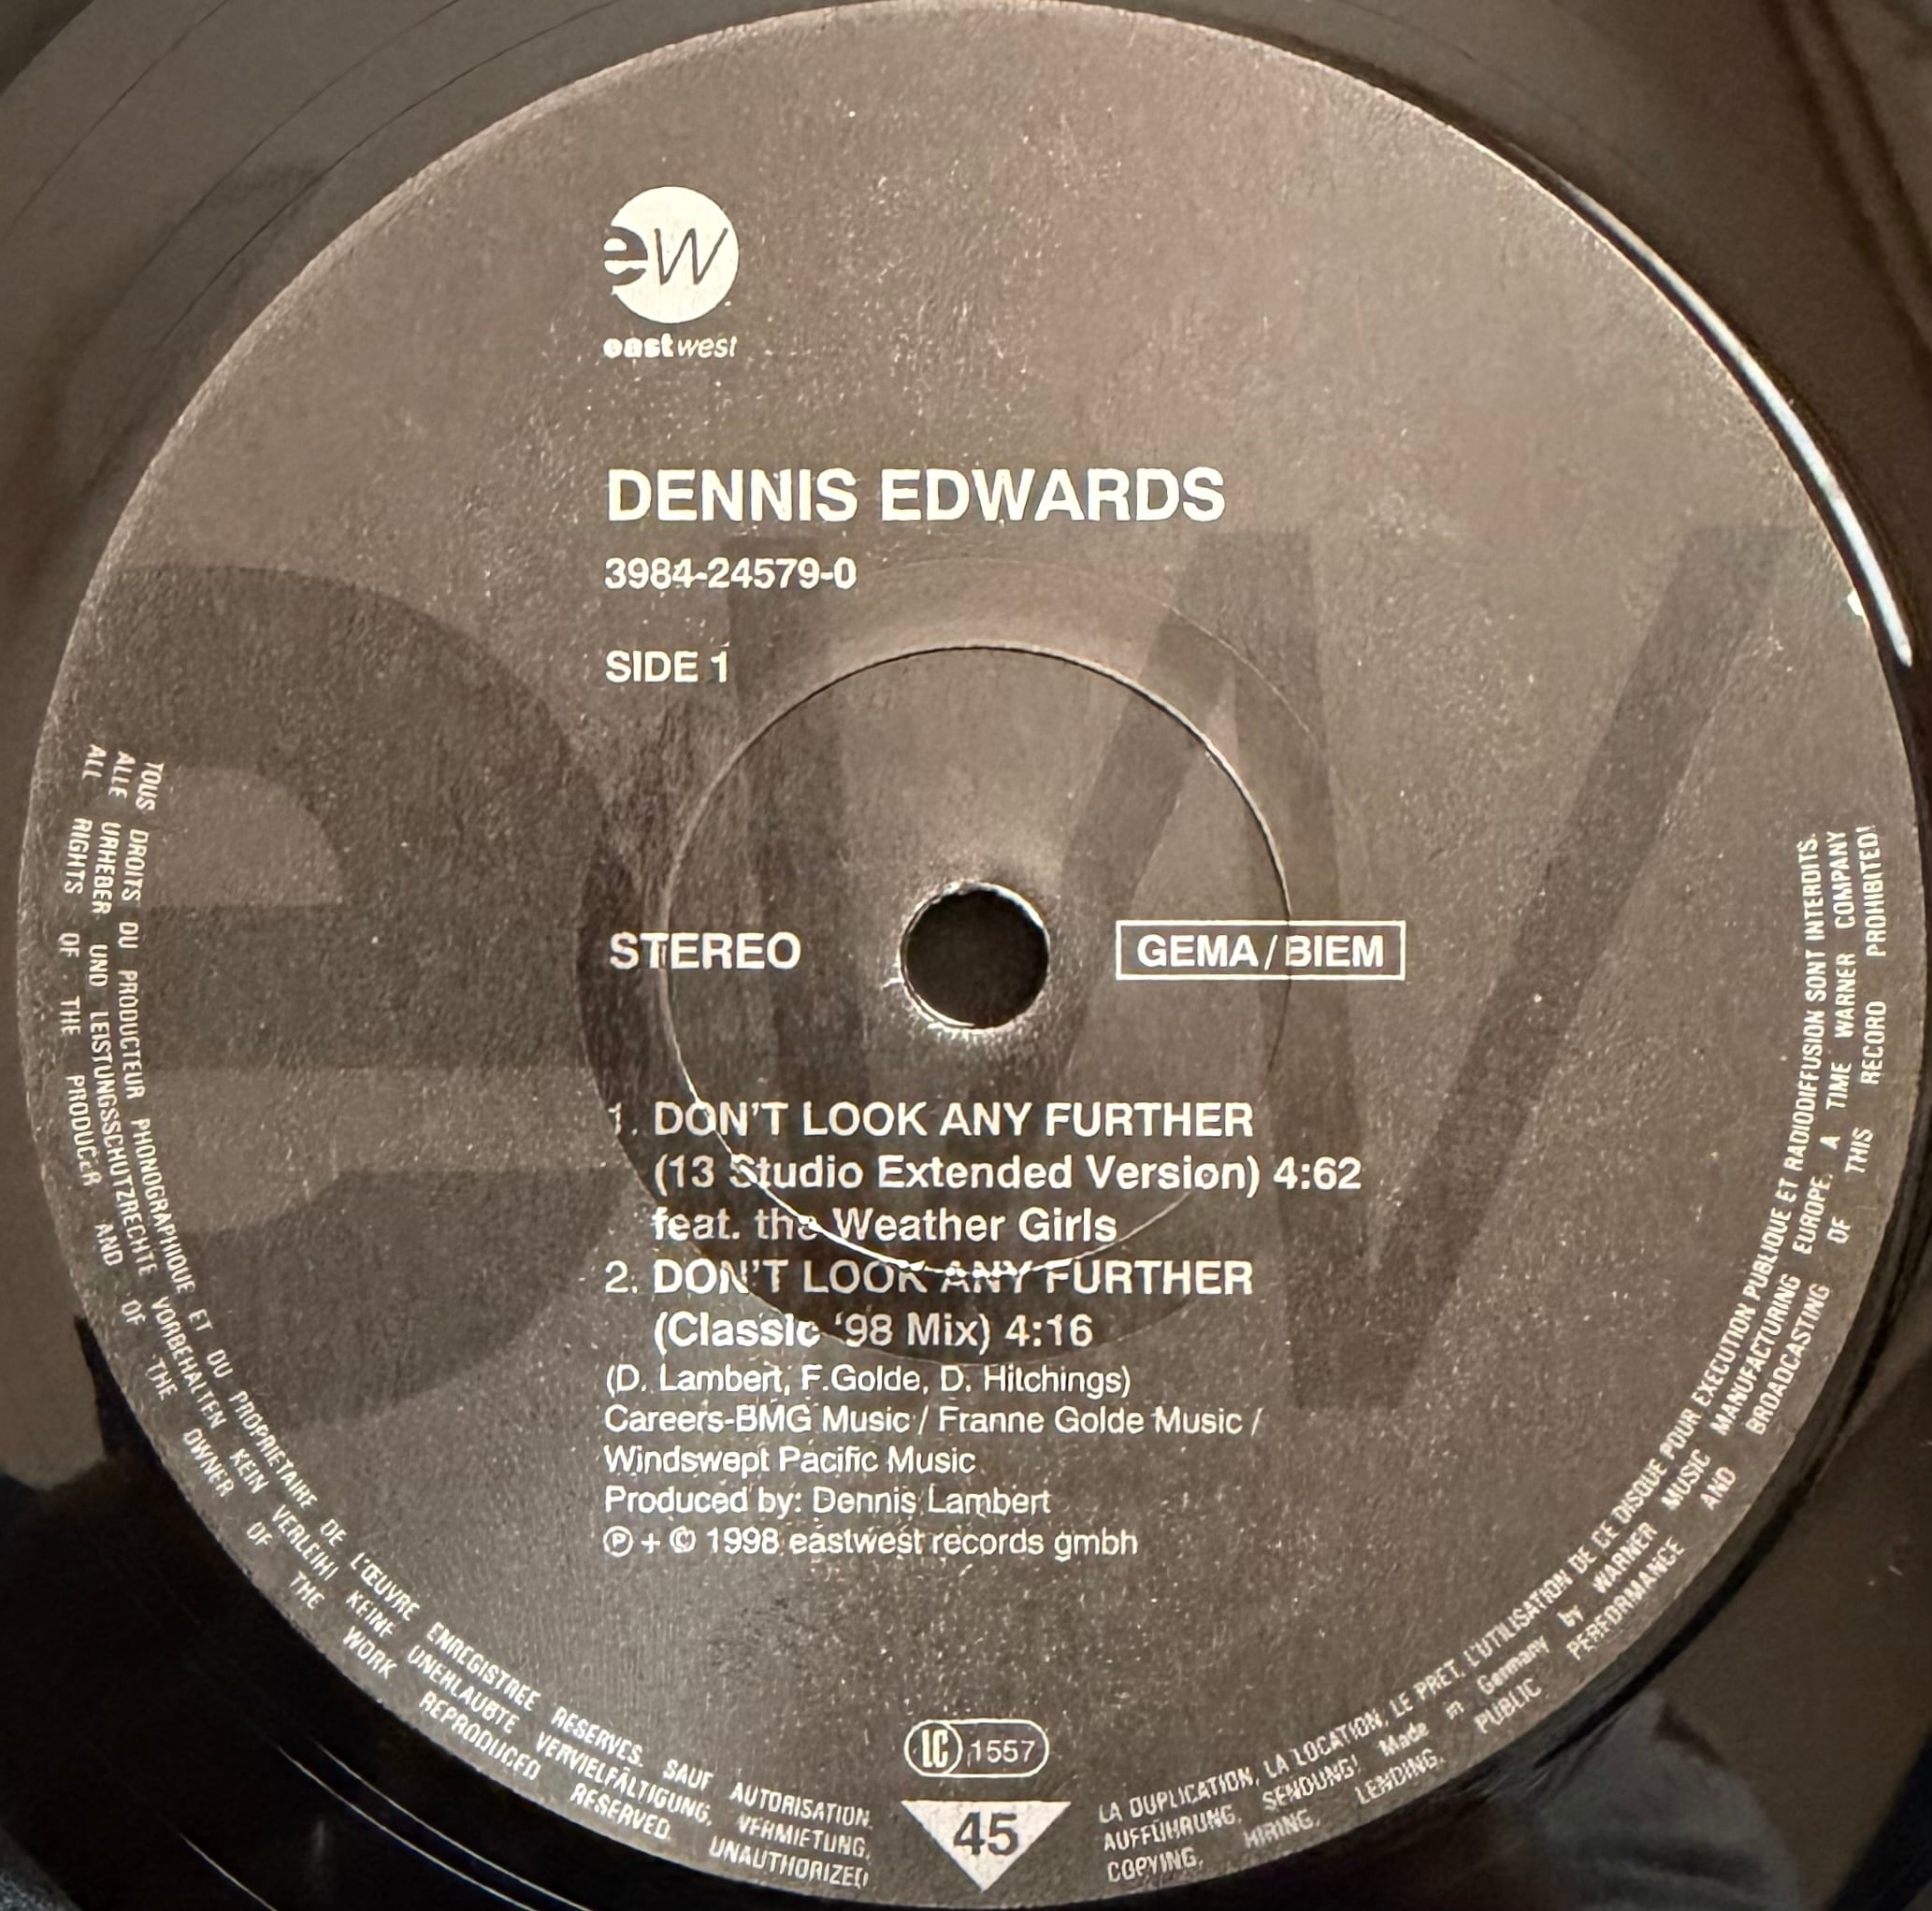 ew
eastwest
DENNIS EDWARDS
3984-24579-0
SIDE 1
STEREO
GEMA/BIEM
1. DON'T LOOK ANY FURTHER
(13 Studio Extended Version) 4:62
feat. the Weather Girls
2. DON'T LOOK ANY FURTHER
(Classic '98 Mix) 4:16
(D. Lambert, F.Golde, D. Hitchings)
Careers-BMG Music / Franne Golde Music /
Windswept Pacific Music
Produced by: Dennis Lambert
℗ + © 1998 eastwest records gmbh
LC 1557
45
TOUS DROITS DU PRODUCTEUR PHONOGRAPHIQUE ET DU PROPRIETAIRE DE L'ŒUVRE ENREGISTREE RESERVES. SAUF AUTORISATION. LA DUPLICATION, LA LOCATION, LE PRET, L'UTILISATION DE CE DISQUE POUR EXECUTION PUBLIQUE ET RADIODIFFUSION SONT INTERDITS.
ALLE URHEBER UND LEISTUNGSSCHUTZRECHTE VORBEHALTEN KEIN VERLEIH! KEINE UNERLAUBTE VERVIELFÄLTIGUNG, VERMIETUNG, AUFFÜHRUNG, SENDUNG! Made in Germany by WARNER MUSIC MANUFACTURING EUROPE. A TIME WARNER COMPANY
ALL RIGHTS OF THE PRODUCER AND OF THE OWNER OF THE WORK REPRODUCED RESERVED. UNAUTHORIZED COPYING, HIRING, LENDING, PUBLIC PERFORMANCE AND BROADCASTING OF THIS RECORD PROHIBITED!